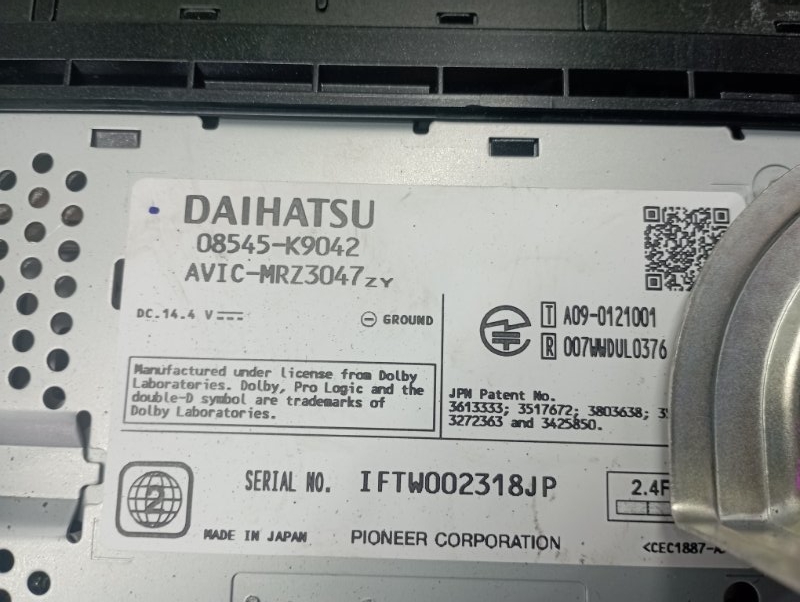 DAIHATSU
08545-K9042
AVIC-MRZ3047ZY
DC.14.4 V
GROUND
T A09-0121001
R 007WWDUL0376
Manufactured under license from Dolby
Laboratories. Dolby, Pro Logic and the
double-D symbol are trademarks of
Dolby Laboratories.
JPN Patent No.
3613333; 3517672; 3803638;
3272363 and 3425850.
2
SERIAL NO. IFTW002318JP
2.4F
MADE IN JAPAN
PIONEER CORPORATION
<CEC1887-